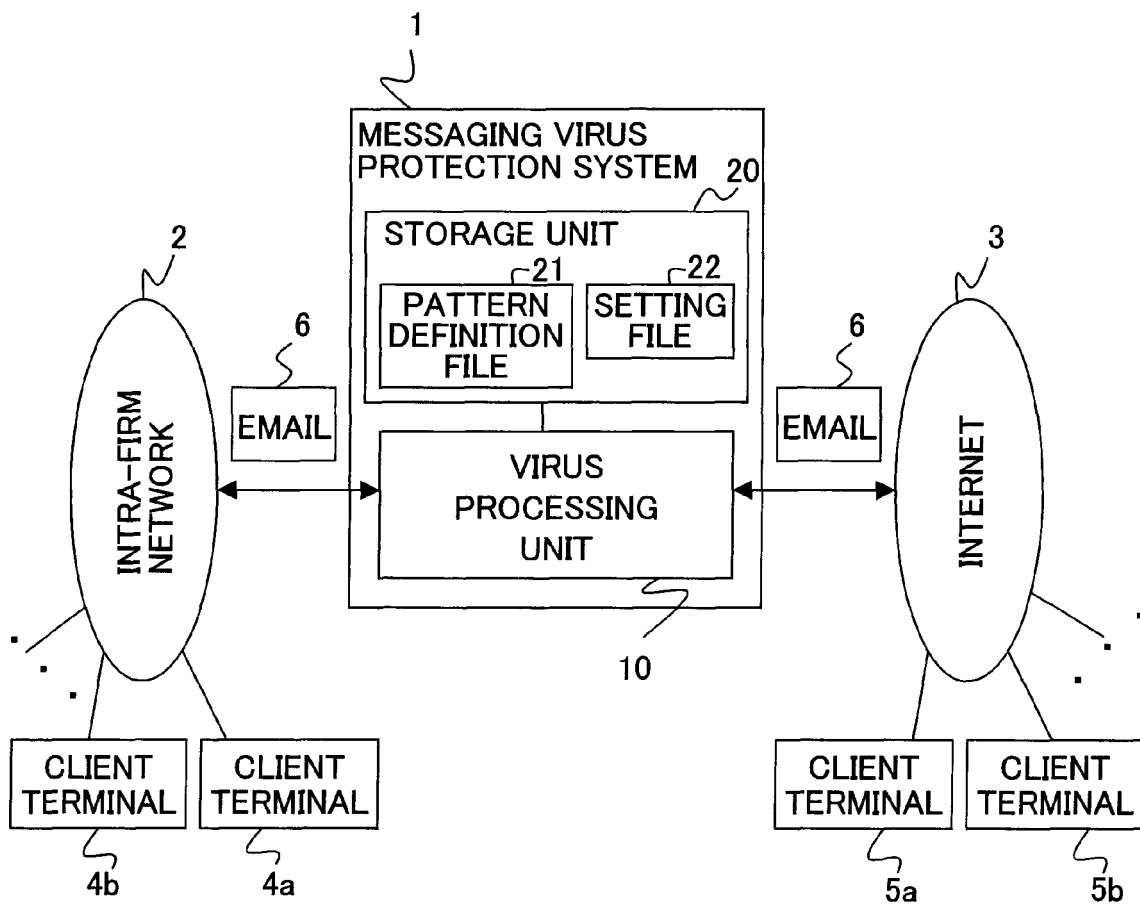 1
MESSAGING VIRUS
PROTECTION SYSTEM
20
STORAGE UNIT
21
22
PATTERN
DEFINITION
FILE
SETTING
FILE
2
3
6
6
EMAIL
EMAIL
INTRA-FIRM
NETWORK
VIRUS
PROCESSING
UNIT
INTERNET
10
CLIENT
TERMINAL
CLIENT
TERMINAL
CLIENT
TERMINAL
CLIENT
TERMINAL
4b
4a
5a
5b